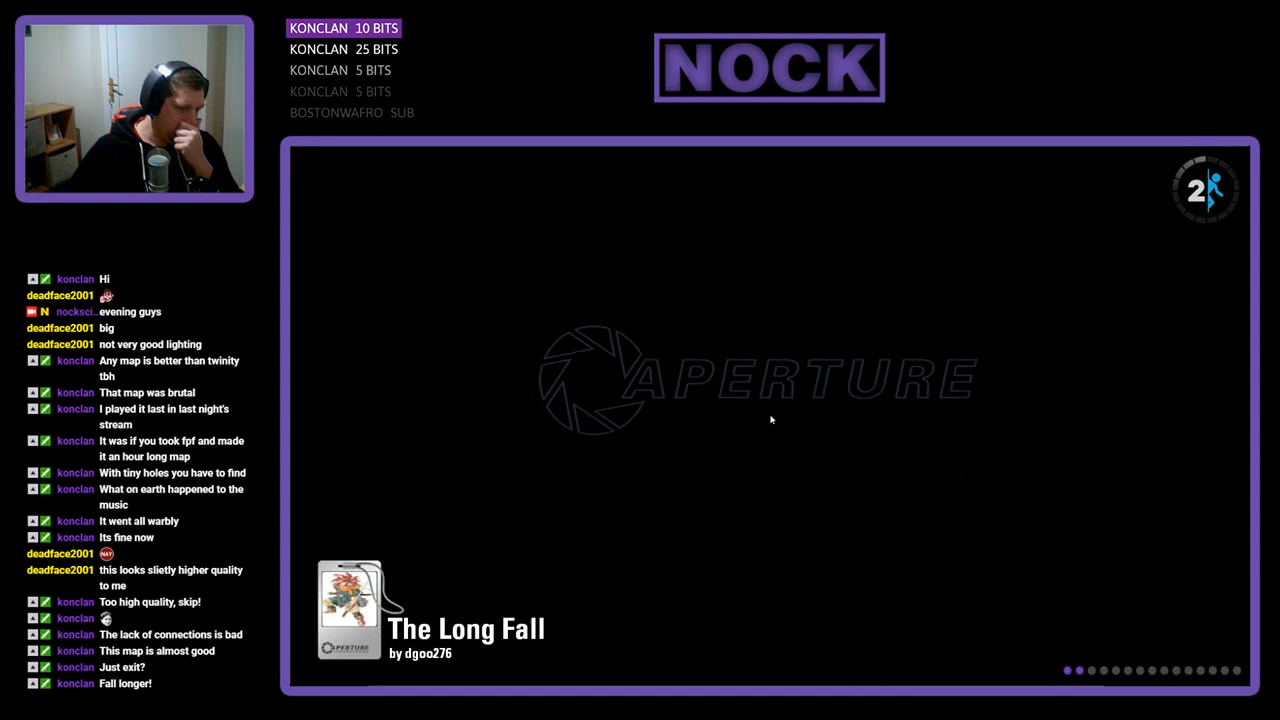 KONCLAN 10 BITS
KONCLAN 25 BITS
KONCLAN 5 BITS
KONCLAN 5 BITS
BOSTONWAFRO SUB
NOCK
2
konclan Hi
deadface2001
nocksci... evening guys
deadface2001 big
deadface2001 not very good lighting
konclan Any map is better than twinity
tbh
konclan That map was brutal
konclan I played it last in last night's
stream
konclan It was if you took fpf and made
it an hour long map
konclan With tiny holes you have to find
konclan What on earth happened to the
music
konclan It went all warbly
konclan Its fine now
deadface2001 NAY
deadface2001 this looks slietly higher quality
to me
konclan Too high quality, skip!
konclan
konclan The lack of connections is bad
konclan This map is almost good
konclan Just exit?
konclan Fall longer!
APERTURE
APERTURE
The Long Fall
by dgoo276